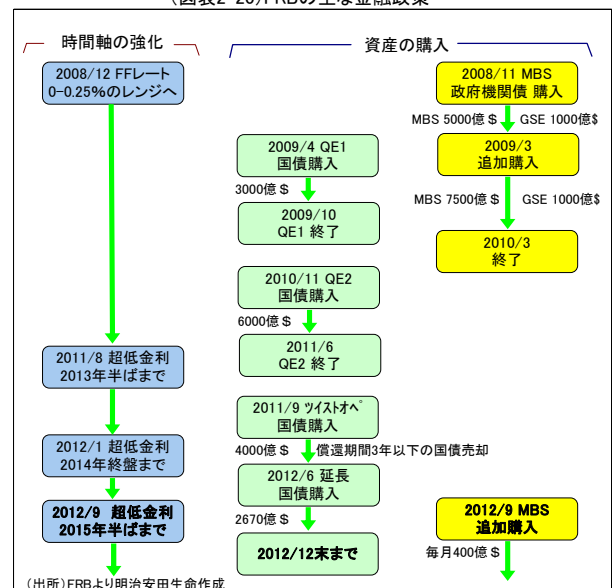 時間軸の強化
資産の購入
2008/12 FFレート
0-0.25%のレンジへ
2011/8 超低金利
2013年半ばまで
2012/1 超低金利
2014年終盤まで
2012/9 超低金利
2015年半ばまで
2009/4 QE1
国債購入
3000億＄
2009/10
QE1 終了
2010/11 QE2
国債購入
6000億＄
2011/6
QE2 終了
2011/9 ﾂｲｽﾄｵﾍﾟ
国債購入
4000億＄
償還期間3年以下の国債売却
2012/6 延長
国債購入
2670億＄
2012/12末まで
2008/11 MBS
政府機関債 購入
MBS 5000億＄ GSE 1000億$
2009/3
追加購入
MBS 7500億＄ GSE 1000億$
2010/3
終了
2012/9 MBS
追加購入
毎月400億＄
(出所)FRBより明治安田生命作成